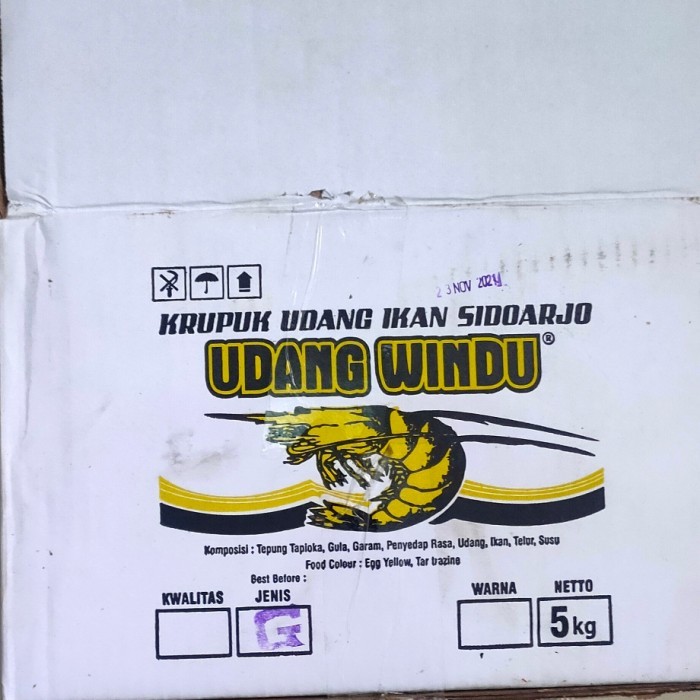 23 NOV 2024
KRUPUK UDANG IKAN SIDOARJO
UDANG WINDU®
Komposisi : Tepung Tapioka, Gula, Garam, Penyedap Rasa, Udang, Ikan, Telor, Susu
Food Colour : Egg Yellow, Tar trazine
Best Before :
KWALITAS JENIS WARNA NETTO
G 5kg